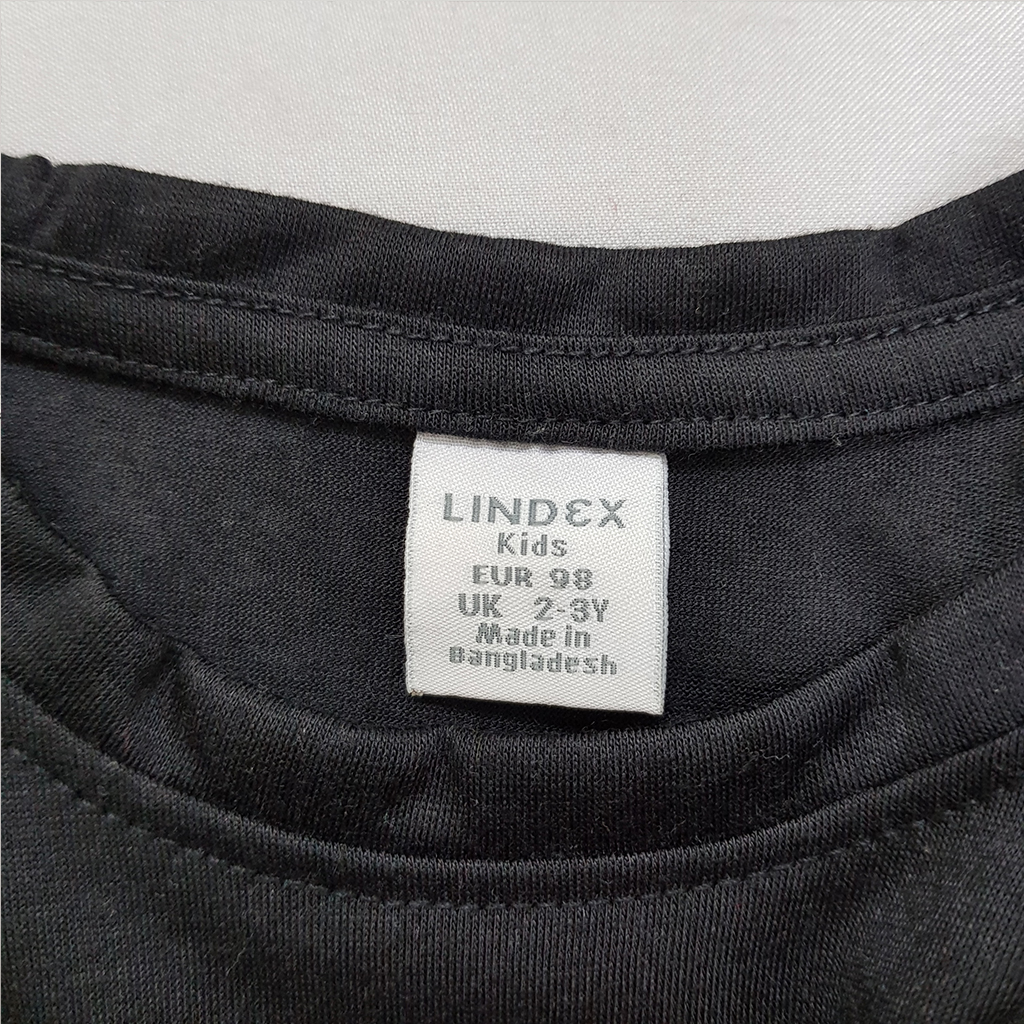 LINDEX
Kids
EUR 98
UK 2-3Y
Made in
Bangladesh